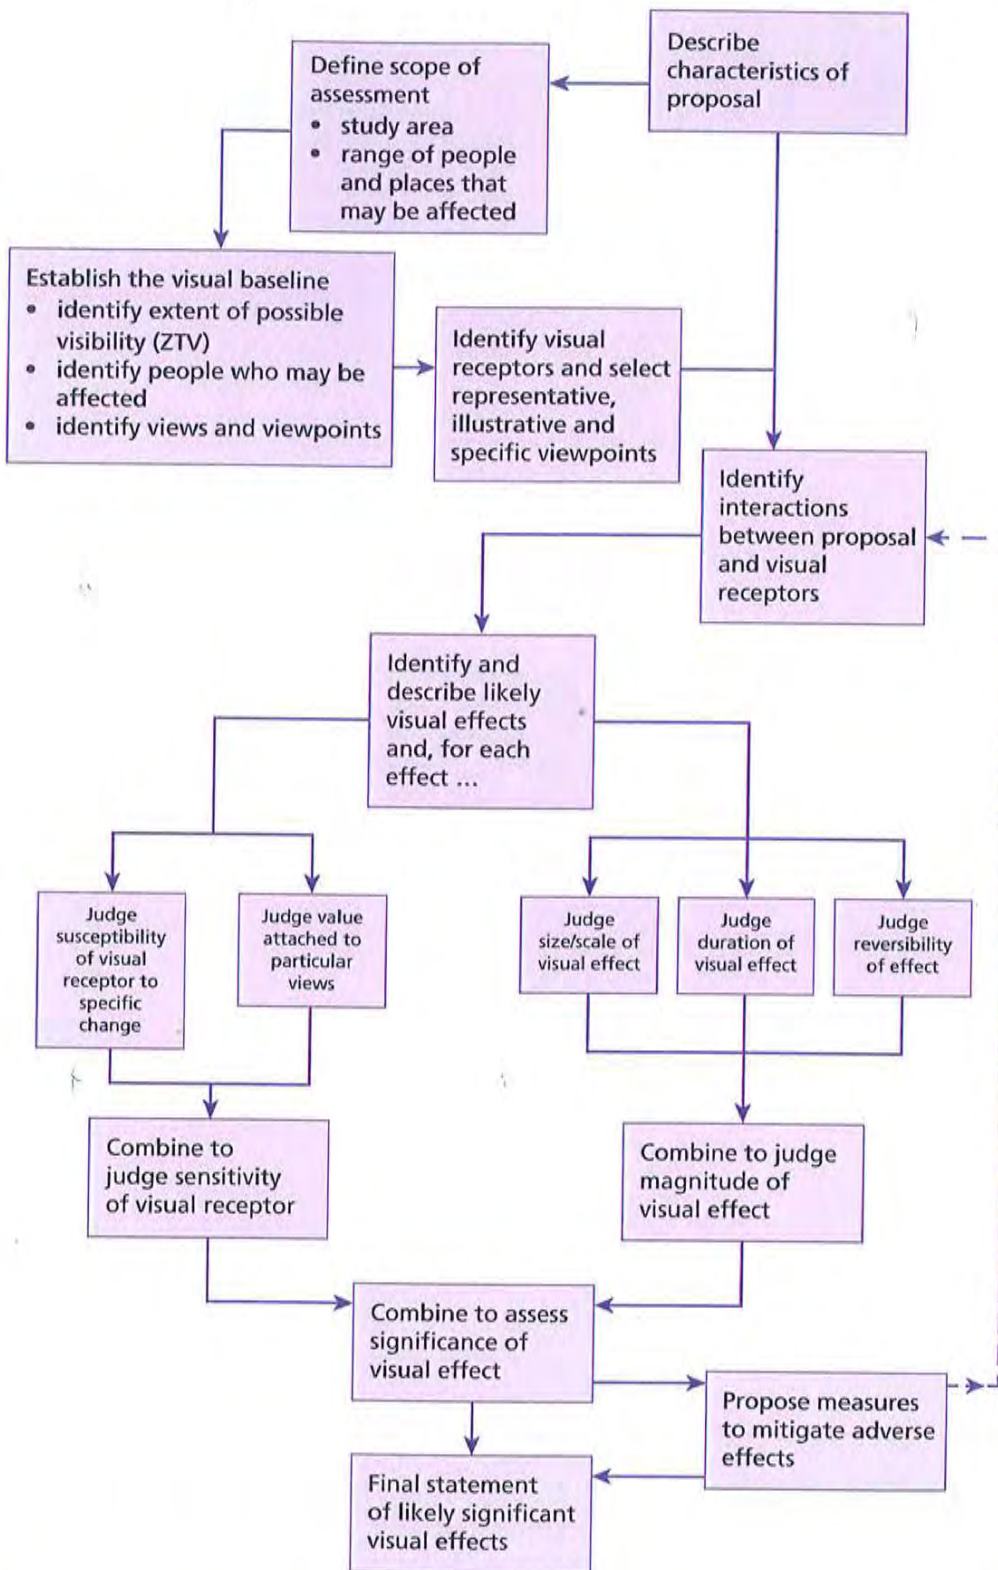 Describe
characteristics of
proposal
Define scope of
assessment
• study area
• range of people
and places that
may be affected
Establish the visual baseline
• identify extent of possible
visibility (ZTV)
• identify people who may be
affected
• identify views and viewpoints
Identify visual
receptors and select
representative,
illustrative and
specific viewpoints
Identify
interactions
between proposal
and visual
receptors
Identify and
describe likely
visual effects
and, for each
effect ...
Judge
susceptibility
of visual
receptor to
specific
change
Judge value
attached to
particular
views
Judge
size/scale of
visual effect
Judge
duration of
visual effect
Judge
reversibility
of effect
Combine to
judge sensitivity
of visual receptor
Combine to judge
magnitude of
visual effect
Combine to assess
significance of
visual effect
Propose measures
to mitigate adverse
effects
Final statement
of likely significant
visual effects